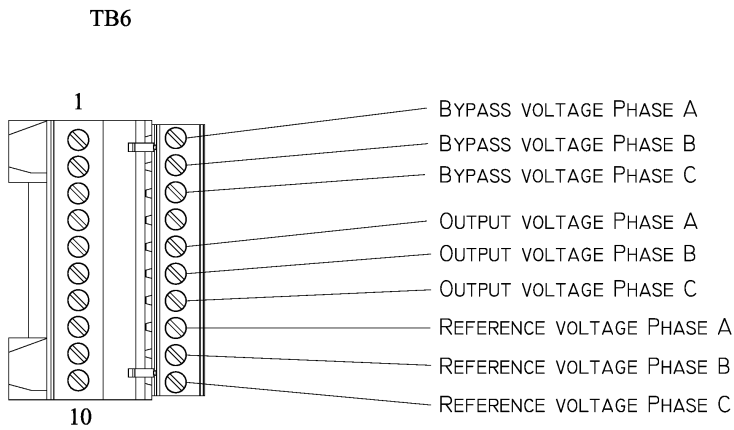 TB6
1
BYPASS VOLTAGE PHASE A
BYPASS VOLTAGE PHASE B
BYPASS VOLTAGE PHASE C
OUTPUT VOLTAGE PHASE A
OUTPUT VOLTAGE PHASE B
OUTPUT VOLTAGE PHASE C
REFERENCE VOLTAGE PHASE A
REFERENCE VOLTAGE PHASE B
REFERENCE VOLTAGE PHASE C
10